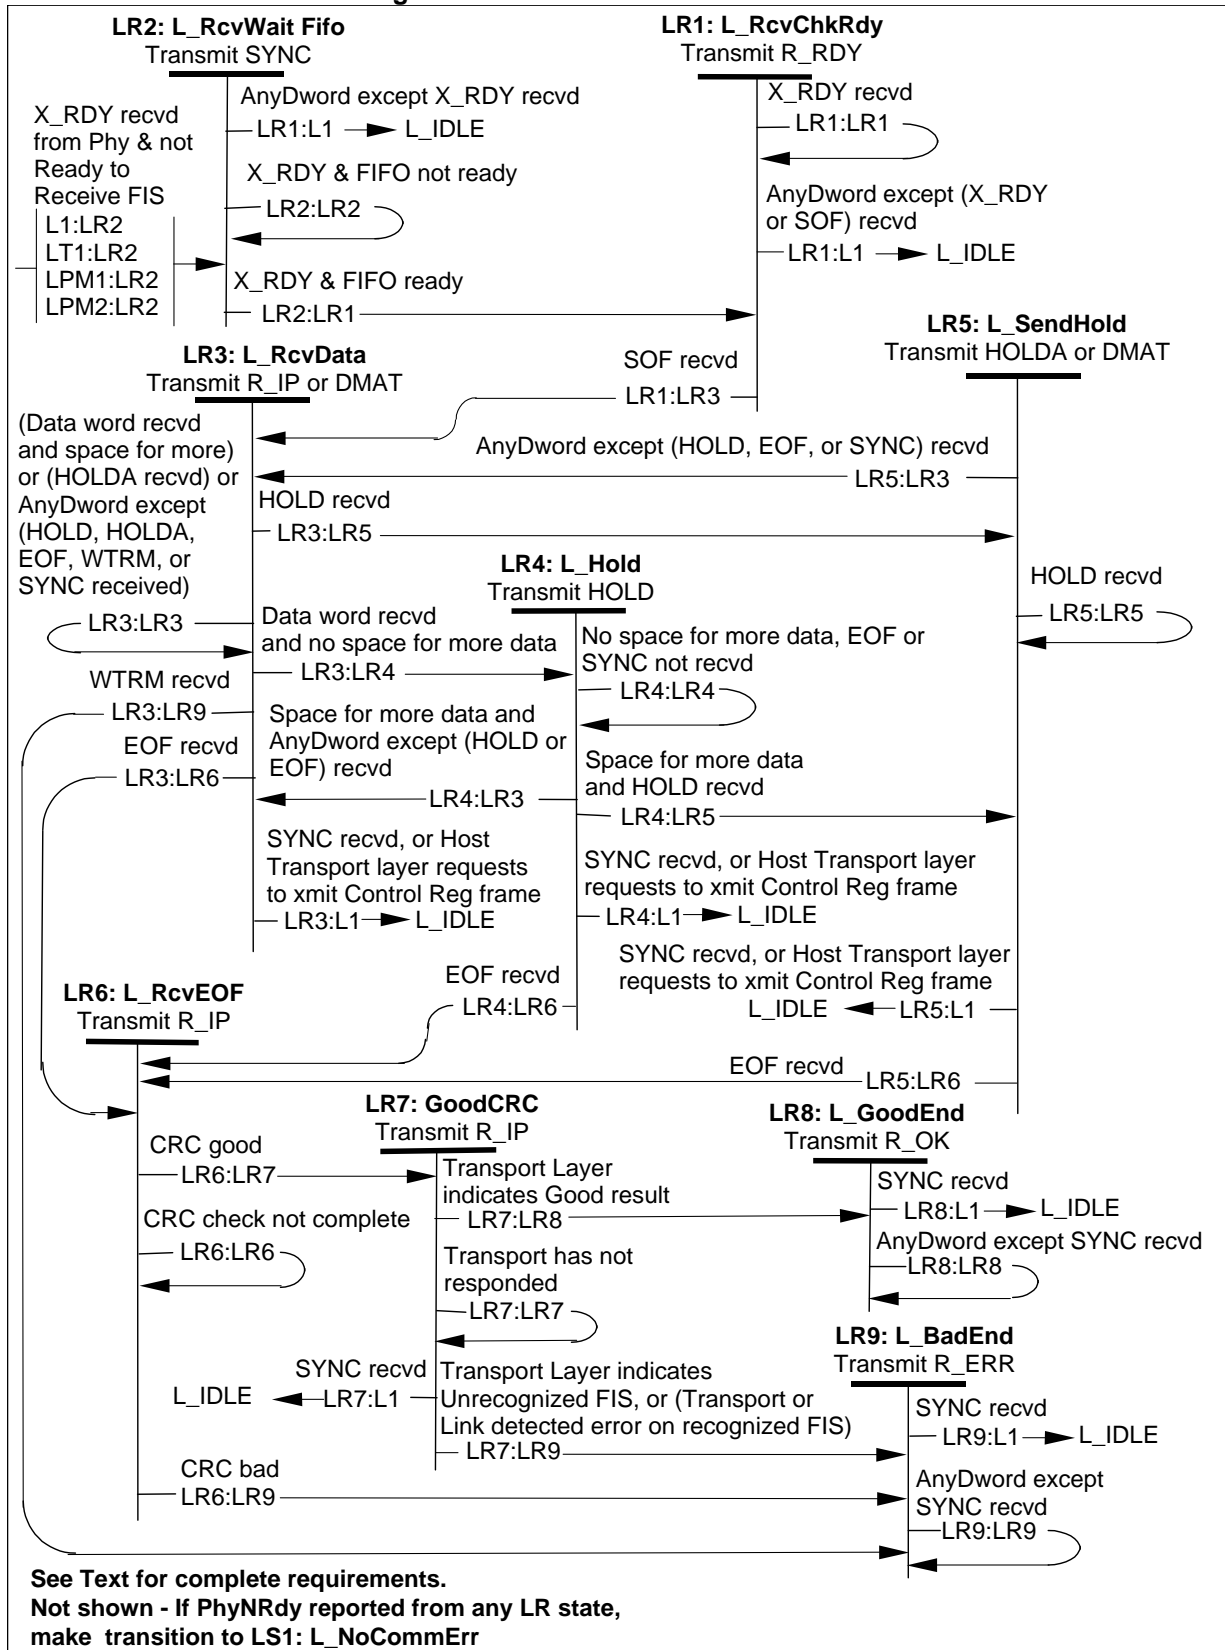 LR2: L_RcvWait Fifo
Transmit SYNC
AnyDword except X_RDY recvd
LR1:L1
L_IDLE
X_RDY recvd
from Phy & not
Ready to
Receive FIS
L1:LR2
LT1:LR2
LPM1:LR2
LPM2:LR2
X_RDY & FIFO not ready
LR2:LR2
X_RDY & FIFO ready
LR2:LR1
LR1: L_RcvChkRdy
Transmit R_RDY
X_RDY recvd
LR1:LR1
AnyDword except (X_RDY
or SOF) recvd
LR1:L1
L_IDLE
SOF recvd
LR1:LR3
LR5: L_SendHold
Transmit HOLDA or DMAT
AnyDword except (HOLD, EOF, or SYNC) recvd
LR5:LR3
HOLD recvd
LR5:LR5
LR3: L_RcvData
Transmit R_IP or DMAT
(Data word recvd
and space for more)
or (HOLDA recvd) or
AnyDword except
(HOLD, HOLDA,
EOF, WTRM, or
SYNC received)
LR3:LR3
HOLD recvd
LR3:LR5
Data word recvd
and no space for more data
LR3:LR4
WTRM recvd
LR3:LR9
EOF recvd
LR3:LR6
LR4: L_Hold
Transmit HOLD
No space for more data, EOF or
SYNC not recvd
LR4:LR4
Space for more data and
AnyDword except (HOLD or
EOF) recvd
LR4:LR3
Space for more data
and HOLD recvd
LR4:LR5
SYNC recvd, or Host
Transport layer requests
to xmit Control Reg frame
LR3:L1
L_IDLE
SYNC recvd, or Host Transport layer
requests to xmit Control Reg frame
LR4:L1
L_IDLE
SYNC recvd, or Host Transport layer
requests to xmit Control Reg frame
L_IDLE
LR5:L1
EOF recvd
LR4:LR6
EOF recvd
LR5:LR6
LR6: L_RcvEOF
Transmit R_IP
CRC good
LR6:LR7
CRC check not complete
LR6:LR6
LR7: GoodCRC
Transmit R_IP
Transport Layer
indicates Good result
LR7:LR8
Transport has not
responded
LR7:LR7
SYNC recvd
L_IDLE
LR7:L1
Transport Layer indicates
Unrecognized FIS, or (Transport or
Link detected error on recognized FIS)
LR7:LR9
CRC bad
LR6:LR9
LR8: L_GoodEnd
Transmit R_OK
SYNC recvd
LR8:L1
L_IDLE
AnyDword except SYNC recvd
LR8:LR8
LR9: L_BadEnd
Transmit R_ERR
SYNC recvd
LR9:L1
L_IDLE
AnyDword except
SYNC recvd
LR9:LR9
See Text for complete requirements.
Not shown - If PhyNRdy reported from any LR state,
make transition to LS1: L_NoCommErr